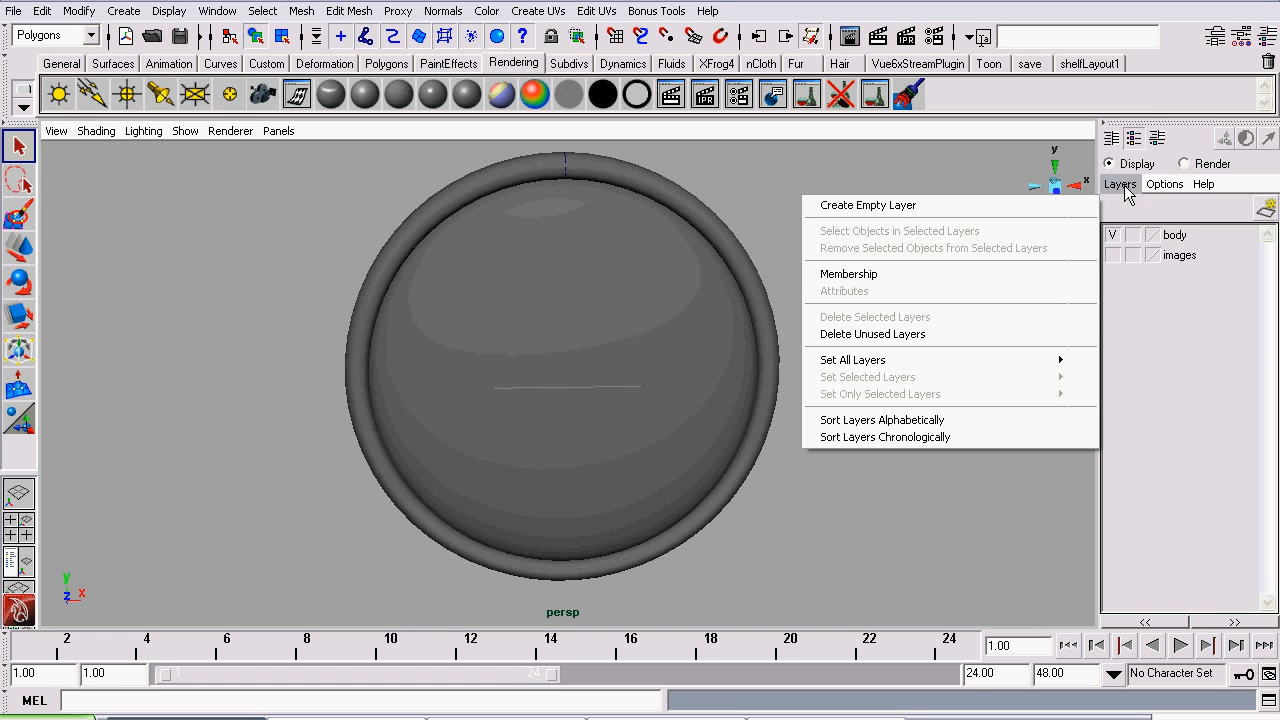 File Edit Modify Create Display Window Select Mesh Edit Mesh Proxy Normals Color Create UVs Edit UVs Bonus Tools Help
Polygons
General Surfaces Animation Curves Custom Deformation Polygons PaintEffects Rendering Subdivs Dynamics Fluids XFrog4 nCloth Fur Hair Vue6xStreamPlugin Toon save shelfLayout1
IPR
View Shading Lighting Show Renderer Panels
Display Render
Layers Options Help
y
x
Create Empty Layer
Select Objects in Selected Layers
Remove Selected Objects from Selected Layers
Membership
Attributes
Delete Selected Layers
Delete Unused Layers
Set All Layers
Set Selected Layers
Set Only Selected Layers
Sort Layers Alphabetically
Sort Layers Chronologically
V body
images
y
z x
persp
2 4 6 8 10 12 14 16 18 20 22 24
1.00
1.00 1.00 1 24 24.00 48.00 No Character Set
MEL